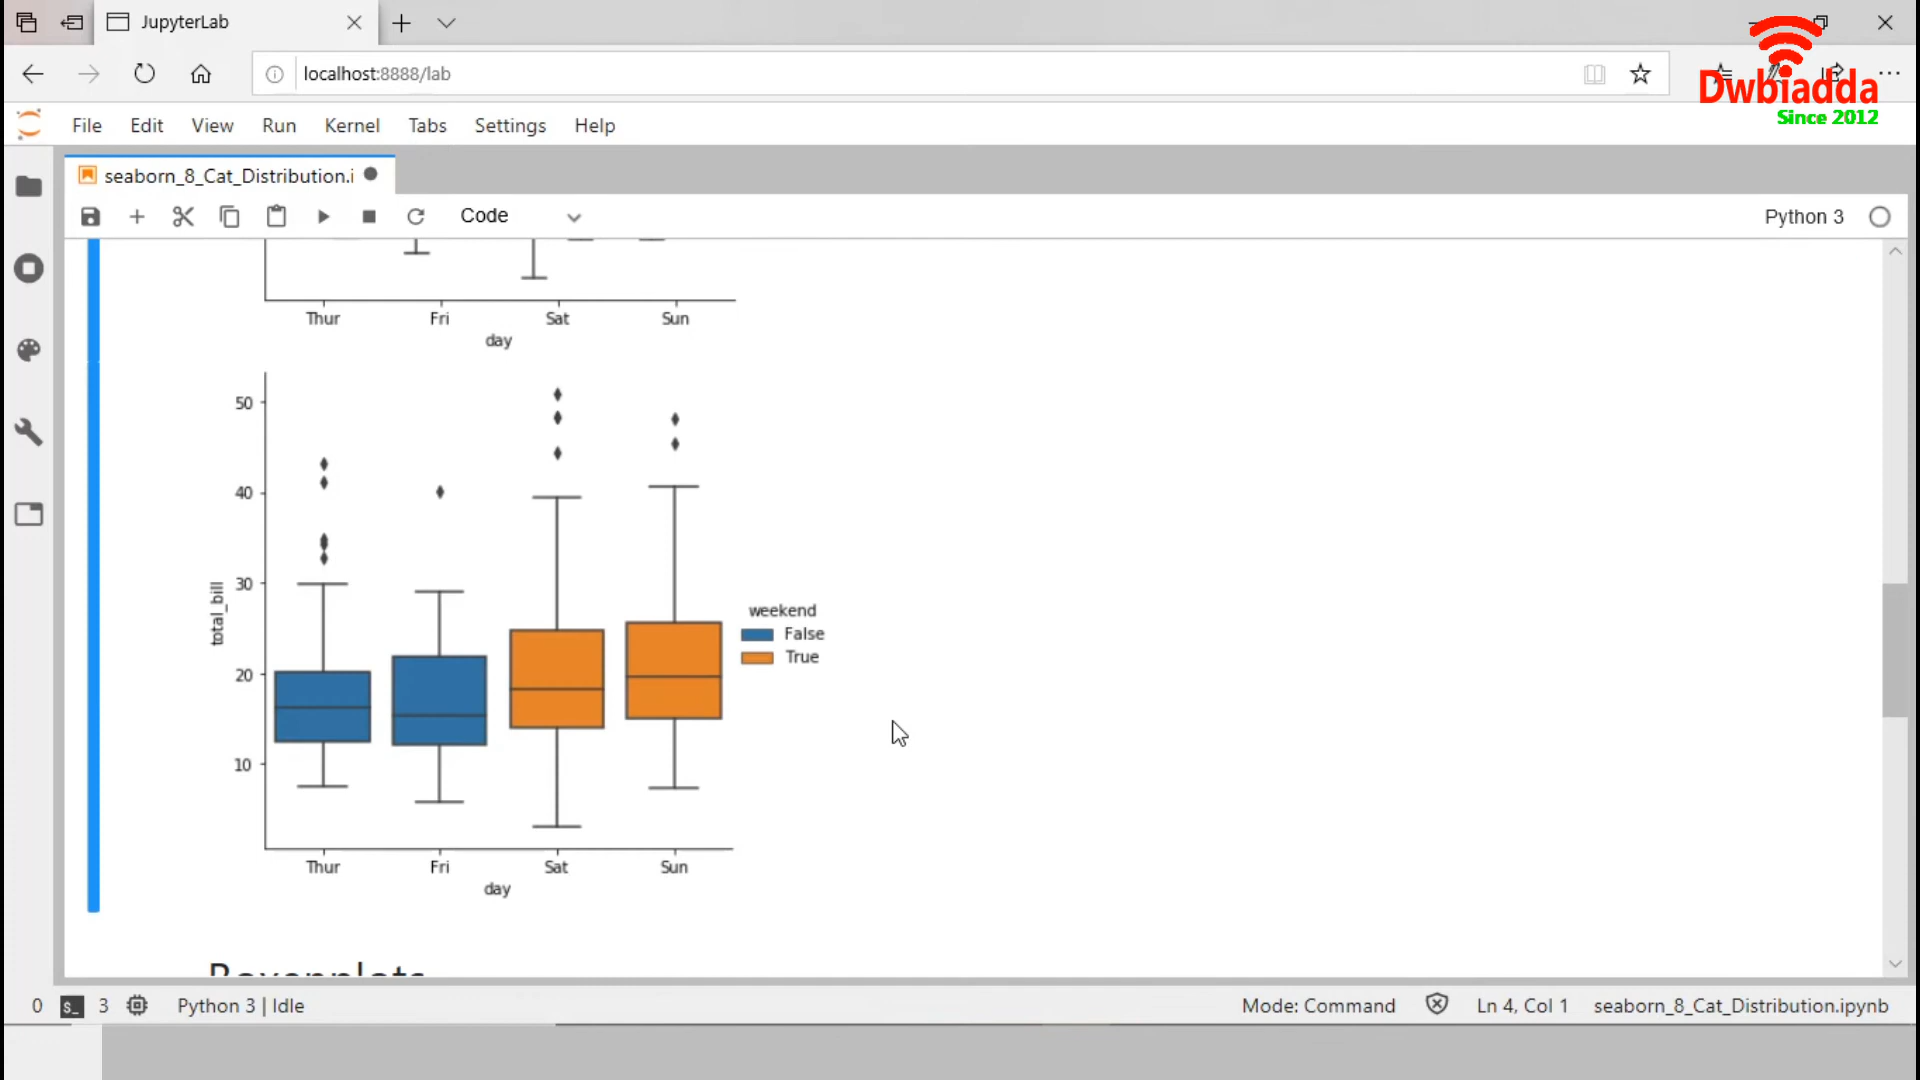 JupyterLab
localhost:8888/lab
Dwbiadda
Since 2012
File Edit View Run Kernel Tabs Settings Help
seaborn_8_Cat_Distribution.i
Code
Python 3
Thur Fri Sat Sun
day
50
40
30
20
10
total_bill
weekend
False
True
Thur Fri Sat Sun
day
Boxenplots
0 $_ 3 Python 3 | Idle Mode: Command Ln 4, Col 1 seaborn_8_Cat_Distribution.ipynb